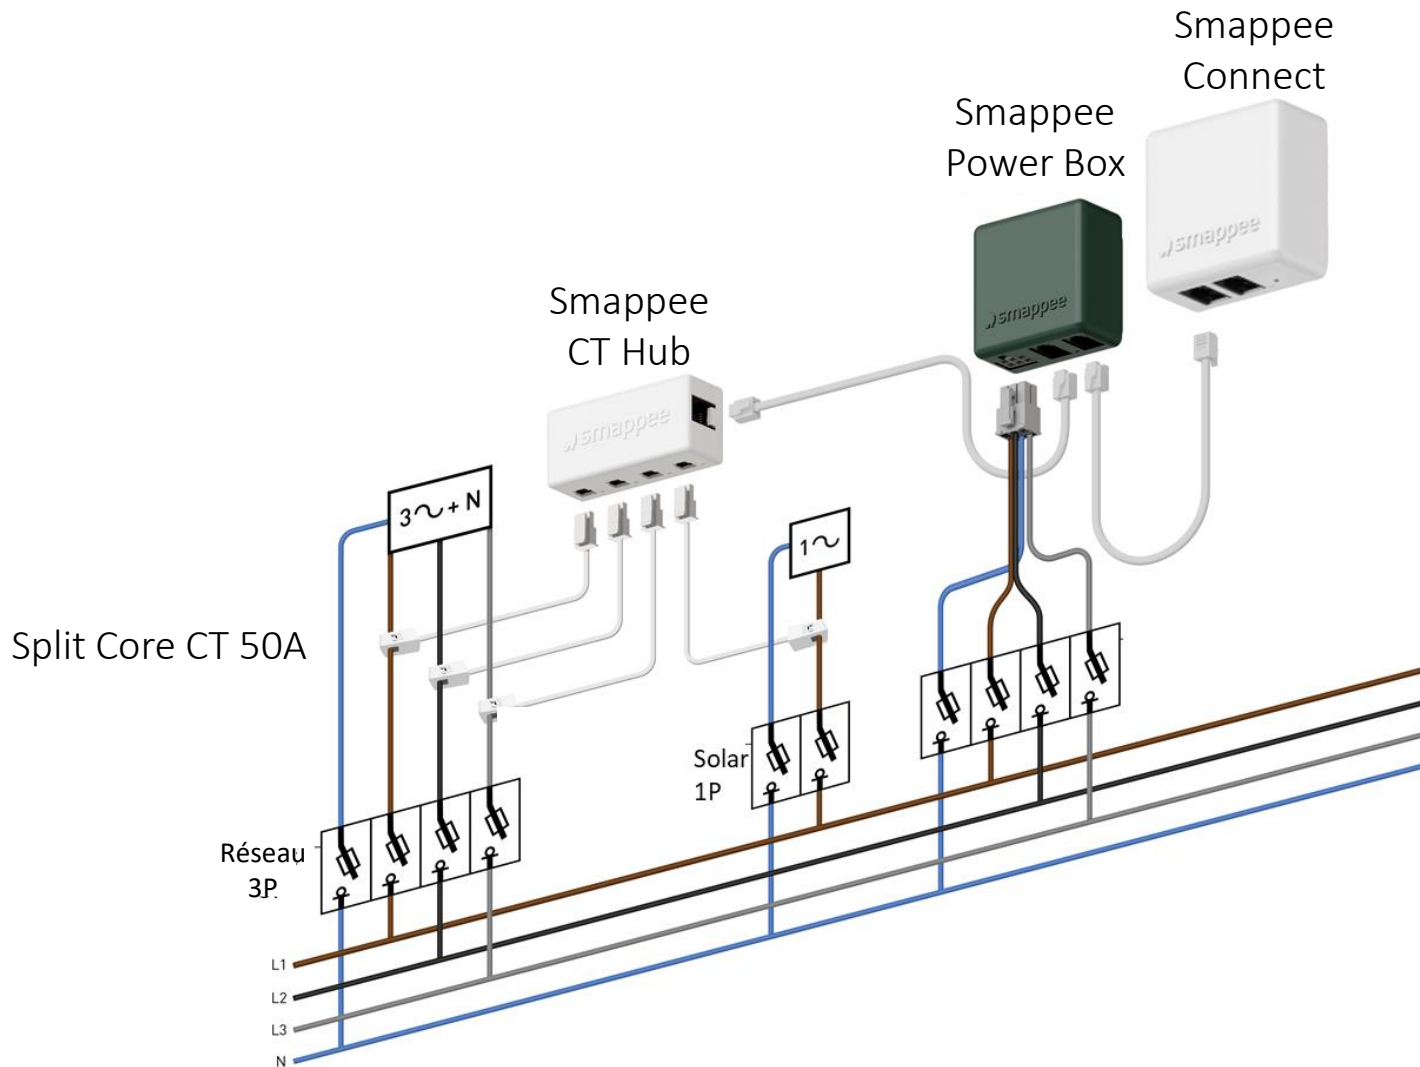 Smappee
Connect
Smappee
Power Box
smappee
smappee
Smappee
CT Hub
smappee
3 + N
1
Split Core CT 50A
Solar
1P
Réseau
3P.
L1
L2
L3
N